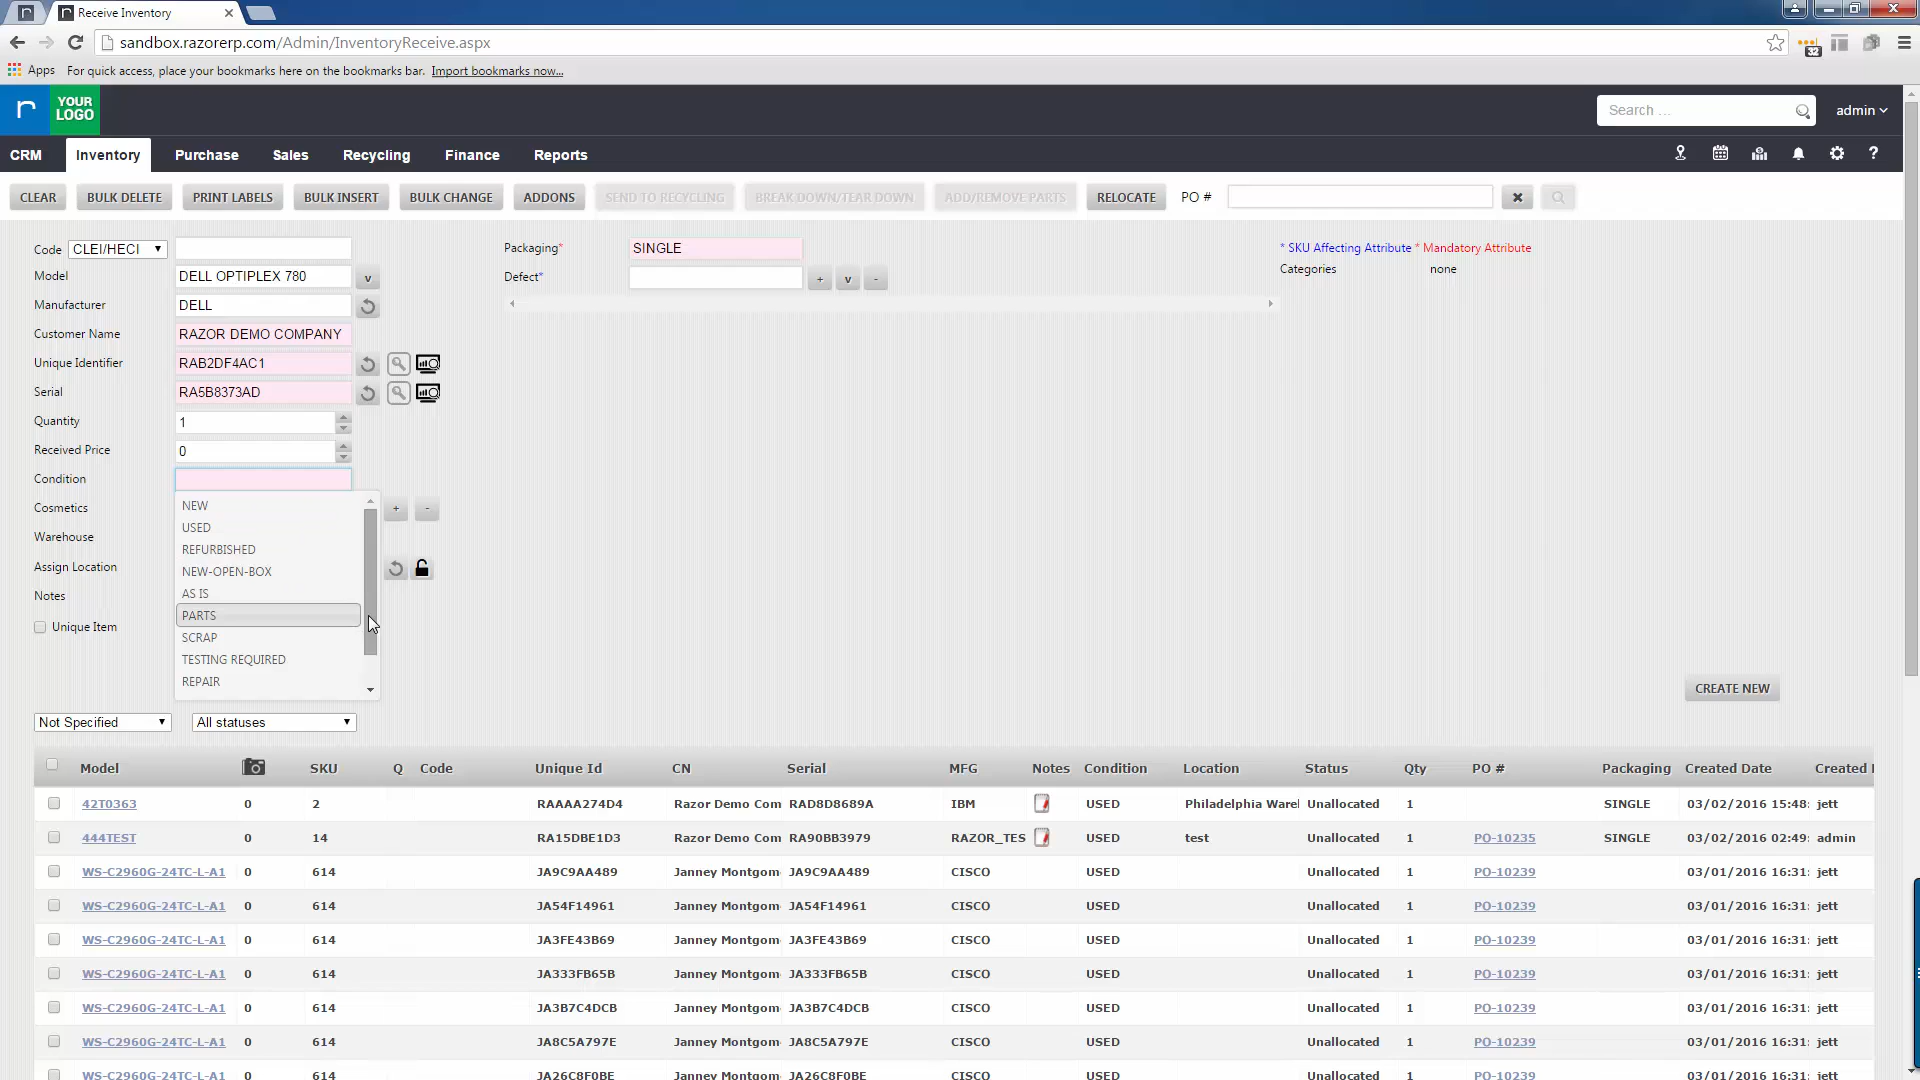 Receive Inventory
sandbox.razorerp.com/Admin/InventoryReceive.aspx
32
Apps For quick access, place your bookmarks here on the bookmarks bar. Import bookmarks now...
r YOUR LOGO
Search ...
admin
CRM Inventory Purchase Sales Recycling Finance Reports
CLEAR BULK DELETE PRINT LABELS BULK INSERT BULK CHANGE ADDONS SEND TO RECYCLING BREAK DOWN/TEAR DOWN ADD/REMOVE PARTS RELOCATE PO #
Code CLEI/HECI Packaging* SINGLE * SKU Affecting Attribute * Mandatory Attribute
Model DELL OPTIPLEX 780 v Defect* + v - Categories none
Manufacturer DELL
Customer Name RAZOR DEMO COMPANY
Unique Identifier RAB2DF4AC1
Serial RA5B8373AD
Quantity 1
Received Price 0
Condition
Cosmetics + -
Warehouse
Assign Location
Notes
Unique Item
NEW
USED
REFURBISHED
NEW-OPEN-BOX
AS IS
PARTS
SCRAP
TESTING REQUIRED
REPAIR
CREATE NEW
Not Specified All statuses
Model SKU Q Code Unique Id CN Serial MFG Notes Condition Location Status Qty PO # Packaging Created Date Created
42T0363 0 2 RAAAA274D4 Razor Demo Com RAD8D8689A IBM USED Philadelphia Ware Unallocated 1 SINGLE 03/02/2016 15:48: jett
444TEST 0 14 RA15DBE1D3 Razor Demo Com RA90BB3979 RAZOR_TES USED test Unallocated 1 PO-10235 SINGLE 03/02/2016 02:49: admin
WS-C2960G-24TC-L-A1 0 614 JA9C9AA489 Janney Montgom JA9C9AA489 CISCO USED Unallocated 1 PO-10239 03/01/2016 16:31: jett
WS-C2960G-24TC-L-A1 0 614 JA54F14961 Janney Montgom JA54F14961 CISCO USED Unallocated 1 PO-10239 03/01/2016 16:31: jett
WS-C2960G-24TC-L-A1 0 614 JA3FE43B69 Janney Montgom JA3FE43B69 CISCO USED Unallocated 1 PO-10239 03/01/2016 16:31: jett
WS-C2960G-24TC-L-A1 0 614 JA333FB65B Janney Montgom JA333FB65B CISCO USED Unallocated 1 PO-10239 03/01/2016 16:31: jett
WS-C2960G-24TC-L-A1 0 614 JA3B7C4DCB Janney Montgom JA3B7C4DCB CISCO USED Unallocated 1 PO-10239 03/01/2016 16:31: jett
WS-C2960G-24TC-L-A1 0 614 JA8C5A797E Janney Montgom JA8C5A797E CISCO USED Unallocated 1 PO-10239 03/01/2016 16:31: jett
WS-C2960G-24TC-L-A1 0 614 JA26C8F0BE Janney Montgom JA26C8F0BE CISCO USED Unallocated 1 PO-10239 03/01/2016 16:31: jett